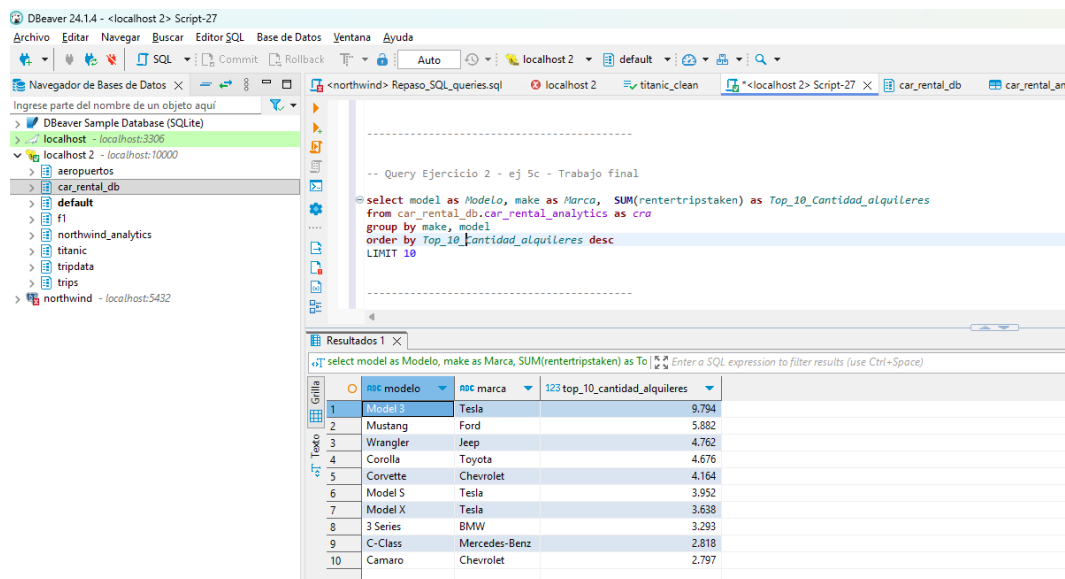 DBeaver 24.1.4 - <localhost 2> Script-27
Archivo Editar Navegar Buscar Editor SQL Base de Datos Ventana Ayuda
SQL Commit Rollback Auto localhost 2 default
Navegador de Bases de Datos
<northwind> Repaso_SQL_queries.sql localhost 2 titanic_clean *<localhost 2> Script-27 car_rental_db car_rental_an
Ingrese parte del nombre de un objeto aquí
DBeaver Sample Database (SQLite)
localhost - localhost:3306
localhost 2 - localhost:10000
aeropuertos
car_rental_db
default
f1
northwind_analytics
titanic
tripdata
trips
northwind - localhost:5432
-- Query Ejercicio 2 - ej 5c - Trabajo final
select model as Modelo, make as Marca, SUM(rentertripstaken) as Top_10_Cantidad_alquileres
from car_rental_db.car_rental_analytics as cra
group by make, model
order by Top_10_Cantidad_alquileres desc
LIMIT 10
Resultados 1
select model as Modelo, make as Marca, SUM(rentertripstaken) as To Enter a SQL expression to filter results (use Ctrl+Space)
Grilla
Texto
ABC modelo ABC marca 123 top_10_cantidad_alquileres
1 Model 3 Tesla 9.794
2 Mustang Ford 5.882
3 Wrangler Jeep 4.762
4 Corolla Toyota 4.676
5 Corvette Chevrolet 4.164
6 Model S Tesla 3.952
7 Model X Tesla 3.638
8 3 Series BMW 3.293
9 C-Class Mercedes-Benz 2.818
10 Camaro Chevrolet 2.797